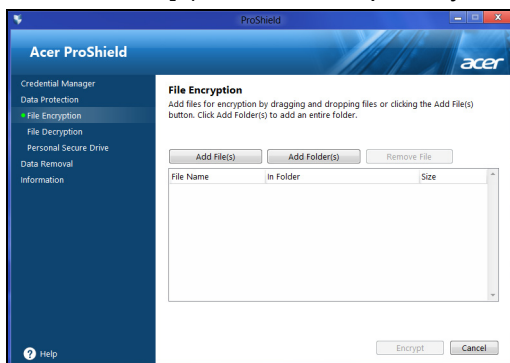 ProShield
Acer ProShield
acer
Credential Manager
Data Protection
File Encryption
File Decryption
Personal Secure Drive
Data Removal
Information
File Encryption
Add files for encryption by dragging and dropping files or clicking the Add File(s)
button. Click Add Folder(s) to add an entire folder.
Add File(s) Add Folder(s) Remove File
File Name In Folder Size
Encrypt Cancel
? Help